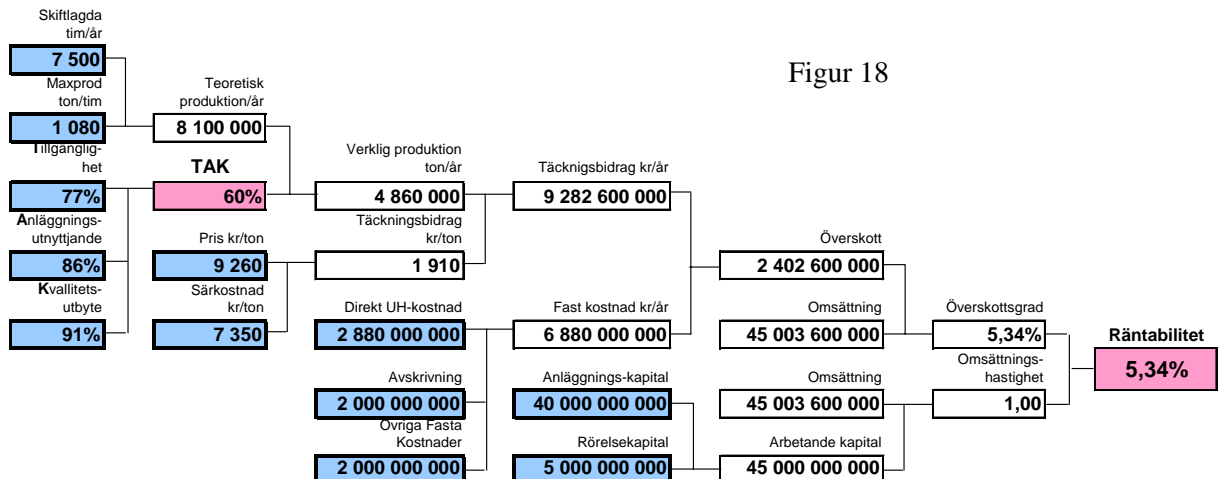 Skiftlagda
tim/år
7 500
Figur 18
Maxprod
ton/tim
Teoretisk
produktion/år
1 080
8 100 000
Tillgänglig-
het
TAK
Verklig produktion
ton/år
Täcknigsbidrag kr/år
77%
60%
4 860 000
9 282 600 000
Anläggnings-
utnyttjande
Pris kr/ton
Täckningsbidrag
kr/ton
Överskott
86%
9 260
1 910
2 402 600 000
Kvallitets-
utbyte
Särkostnad
kr/ton
Direkt UH-kostnad
Fast kostnad kr/år
Omsättning
Överskottsgrad
Räntabilitet
91%
7 350
2 880 000 000
6 880 000 000
45 003 600 000
5,34%
5,34%
Avskrivning
Anläggnings-kapital
Omsättning
Omsättnings-
hastighet
2 000 000 000
40 000 000 000
45 003 600 000
1,00
Övriga Fasta
Kostnader
Rörelsekapital
Arbetande kapital
2 000 000 000
5 000 000 000
45 000 000 000